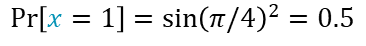 Pr[x = 1] = sin(π/4)² = 0.5